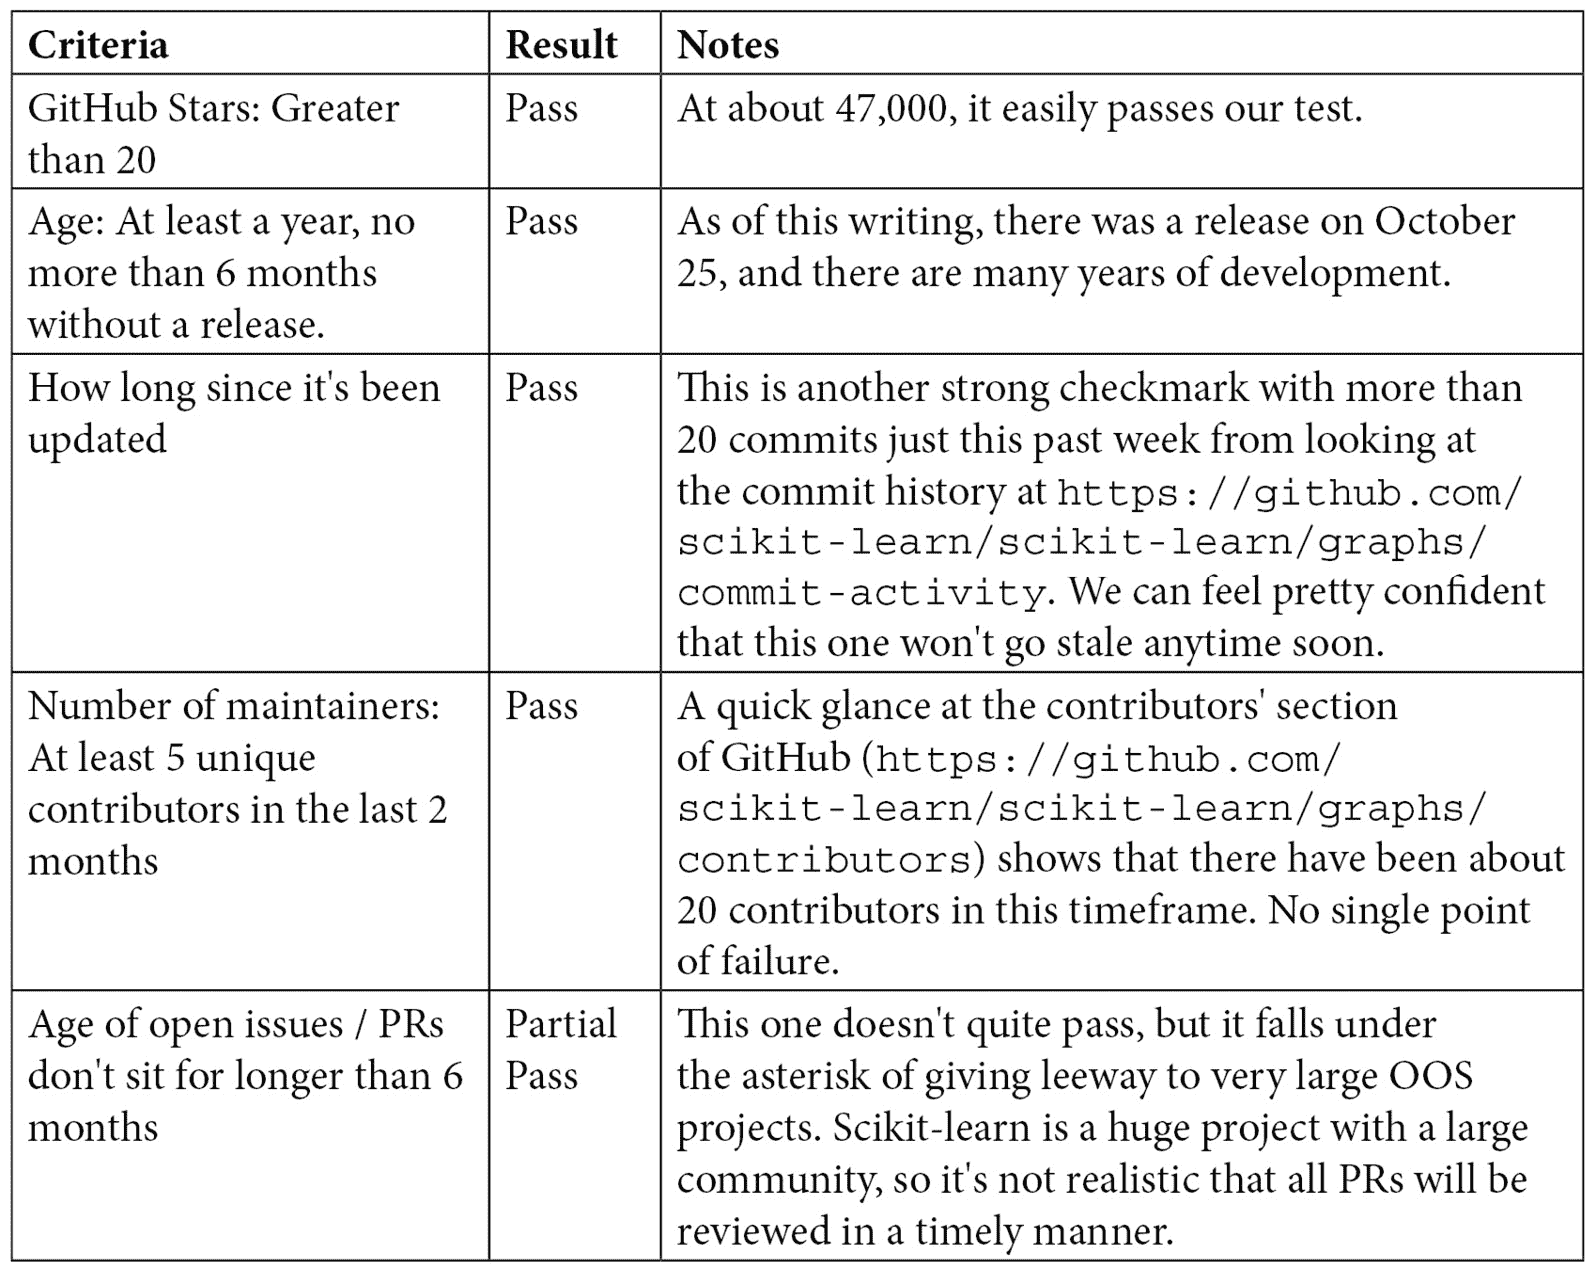 Criteria
Result
Notes
GitHub Stars: Greater
than 20
Pass
At about 47,000, it easily passes our test.
Age: At least a year, no
more than 6 months
without a release.
Pass
As of this writing, there was a release on October
25, and there are many years of development.
How long since it's been
updated
Pass
This is another strong checkmark with more than
20 commits just this past week from looking at
the commit history at https://github.com/
scikit-learn/scikit-learn/graphs/
commit-activity. We can feel pretty confident
that this one won't go stale anytime soon.
Number of maintainers:
At least 5 unique
contributors in the last 2
months
Pass
A quick glance at the contributors' section
of GitHub (https://github.com/
scikit-learn/scikit-learn/graphs/
contributors) shows that there have been about
20 contributors in this timeframe. No single point
of failure.
Age of open issues / PRs
don't sit for longer than 6
months
Partial
Pass
This one doesn't quite pass, but it falls under
the asterisk of giving leeway to very large OOS
projects. Scikit-learn is a huge project with a large
community, so it's not realistic that all PRs will be
reviewed in a timely manner.